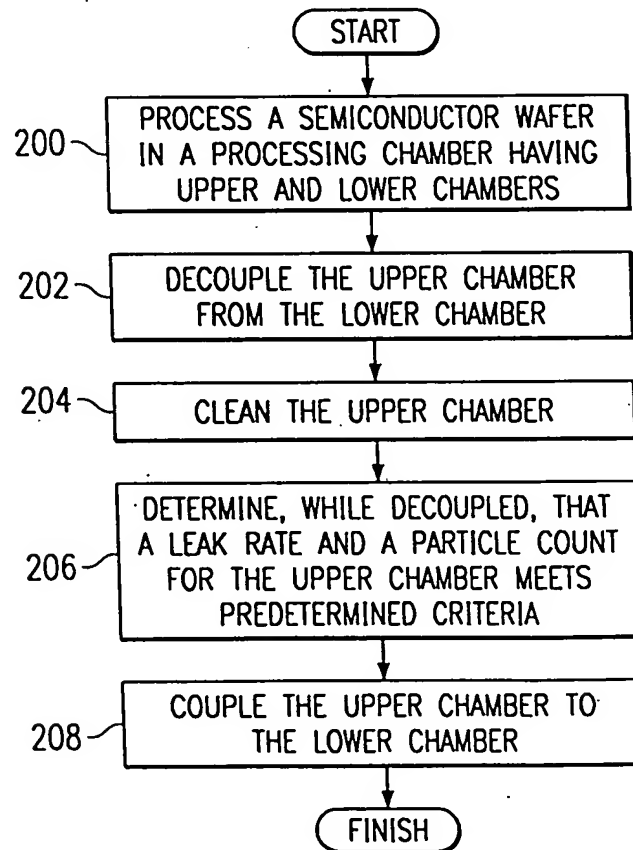 START
200
PROCESS A SEMICONDUCTOR WAFER
IN A PROCESSING CHAMBER HAVING
UPPER AND LOWER CHAMBERS
202
DECOUPLE THE UPPER CHAMBER
FROM THE LOWER CHAMBER
204
CLEAN THE UPPER CHAMBER
206
DETERMINE, WHILE DECOUPLED, THAT
A LEAK RATE AND A PARTICLE COUNT
FOR THE UPPER CHAMBER MEETS
PREDETERMINED CRITERIA
208
COUPLE THE UPPER CHAMBER TO
THE LOWER CHAMBER
FINISH